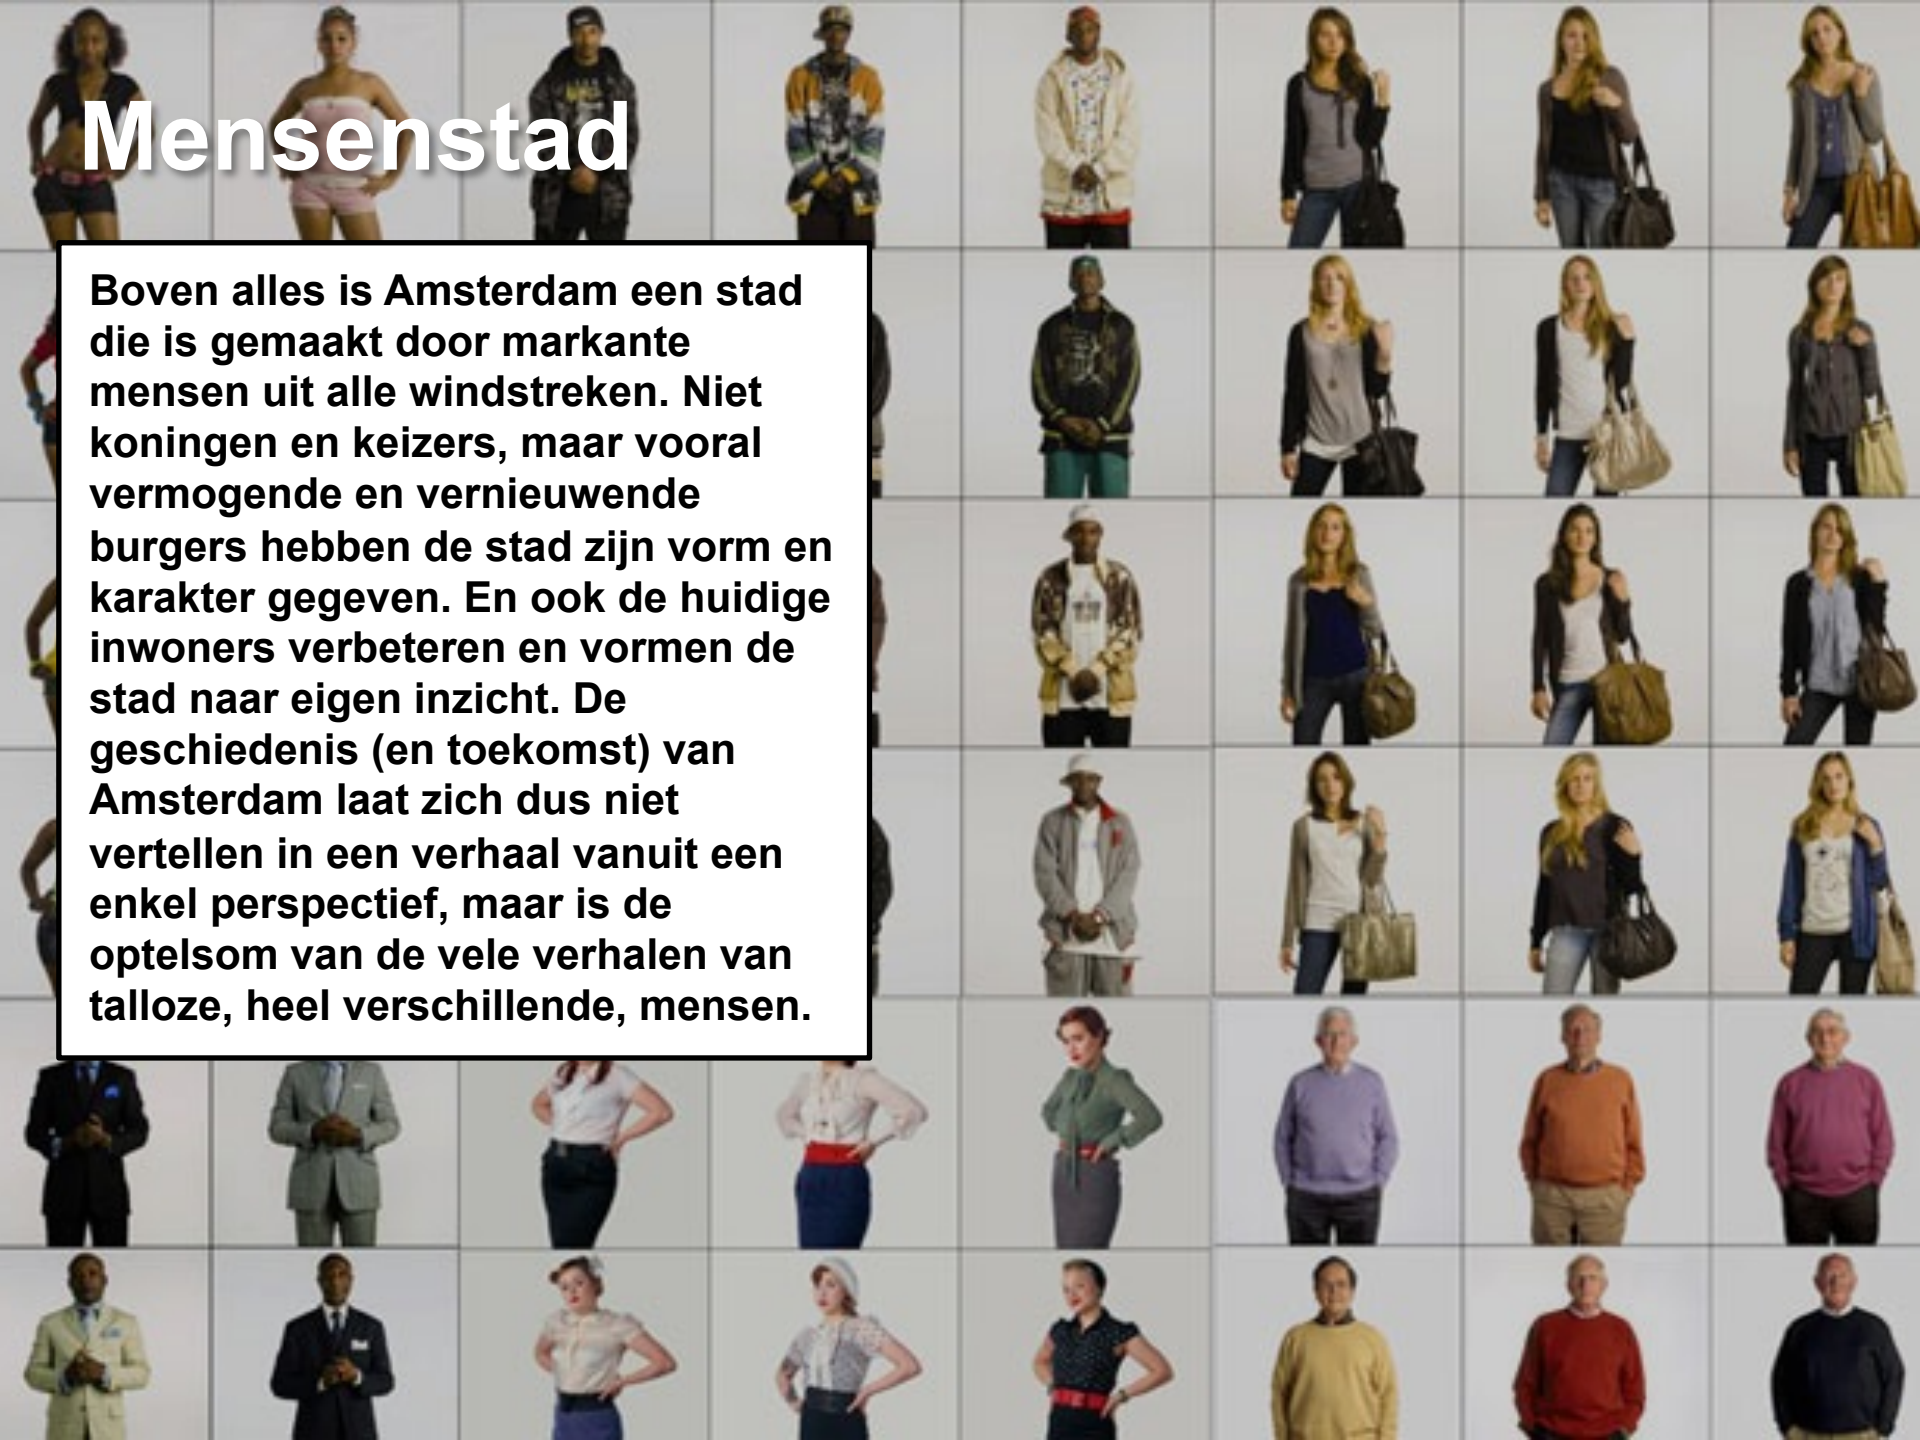 Mensenstad
Boven alles is Amsterdam een stad
die is gemaakt door markante
mensen uit alle windstreken. Niet
koningen en keizers, maar vooral
vermogende en vernieuwende
burgers hebben de stad zijn vorm en
karakter gegeven. En ook de huidige
inwoners verbeteren en vormen de
stad naar eigen inzicht. De
geschiedenis (en toekomst) van
Amsterdam laat zich dus niet
vertellen in een verhaal vanuit een
enkel perspectief, maar is de
optelsom van de vele verhalen van
talloze, heel verschillende, mensen.